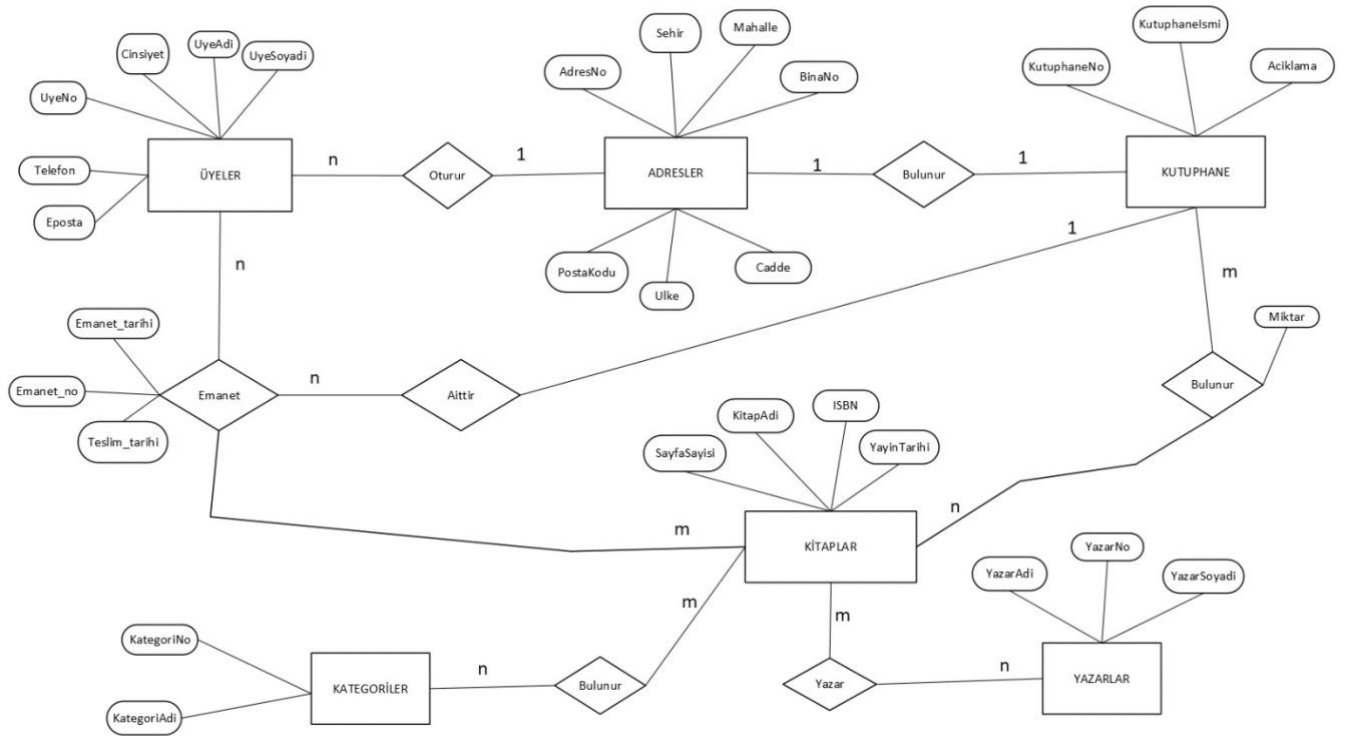 KutuphaneIsmi
Sehir
Mahalle
UyeAdi
Cinsiyet
UyeSoyadi
KutuphaneNo
Aciklama
AdresNo
BinaNo
UyeNo
n
1
1
1
Telefon
ÜYELER
Oturur
ADRESLER
Bulunur
KUTUPHANE
Eposta
1
n
PostaKodu
Ulke
Cadde
m
Emanet_tarihi
Miktar
Emanet_no
Emanet
n
Aittir
Bulunur
Teslim_tarihi
KitapAdi
ISBN
SayfaSayisi
YayinTarihi
n
m
KİTAPLAR
YazarNo
YazarAdi
YazarSoyadi
m
m
KategoriNo
n
n
KATEGORİLER
Bulunur
Yazar
YAZARLAR
KategoriAdi